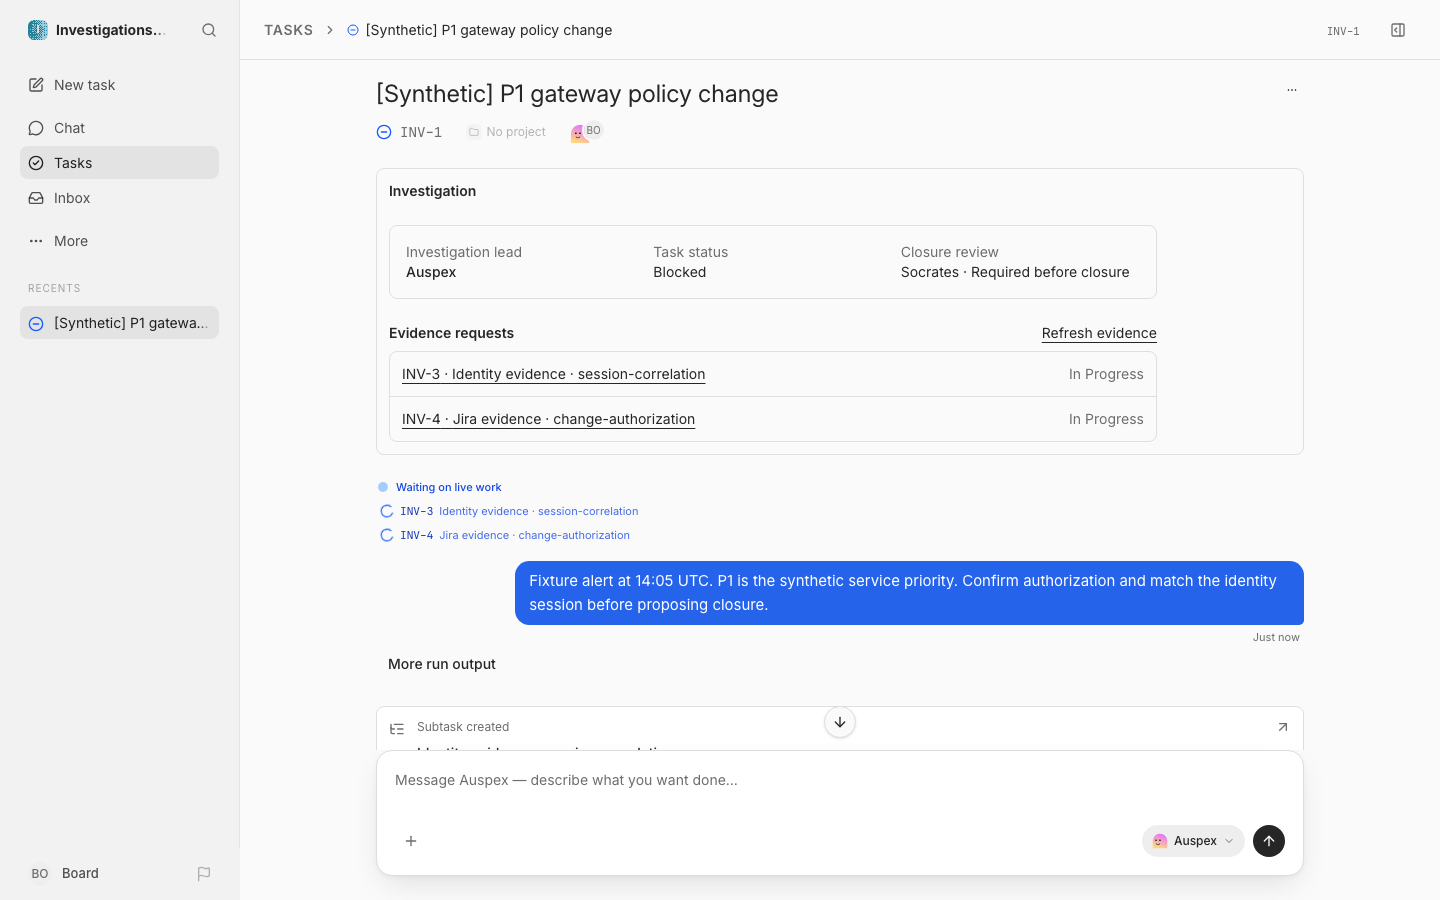 Investigations...
TASKS > [Synthetic] P1 gateway policy change
INV-1
New task
Chat
Tasks
Inbox
More
RECENTS
[Synthetic] P1 gatewa...
BO Board
[Synthetic] P1 gateway policy change
...
INV-1 No project BO
Investigation
Investigation lead Task status Closure review
Auspex Blocked Socrates · Required before closure
Evidence requests Refresh evidence
INV-3 · Identity evidence · session-correlation In Progress
INV-4 · Jira evidence · change-authorization In Progress
Waiting on live work
INV-3 Identity evidence · session-correlation
INV-4 Jira evidence · change-authorization
Fixture alert at 14:05 UTC. P1 is the synthetic service priority. Confirm authorization and match the identity
session before proposing closure.
Just now
More run output
Subtask created
Message Auspex — describe what you want done...
Auspex